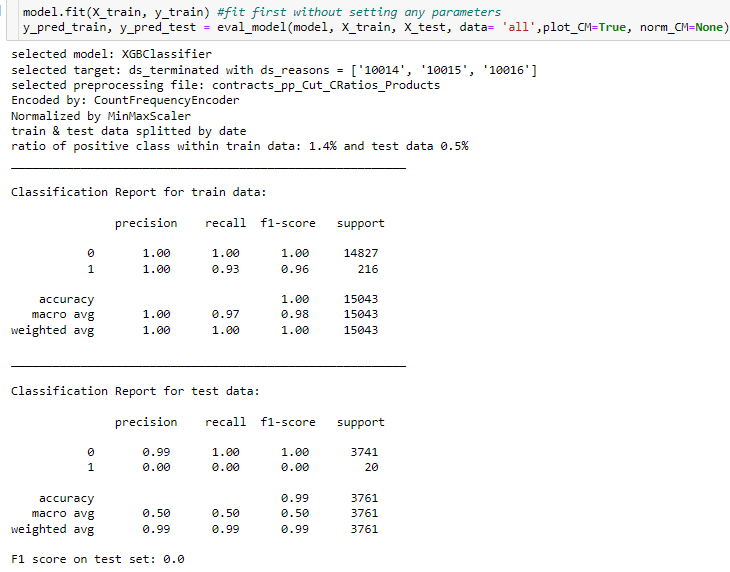 model.fit(X_train, y_train) #fit first without setting any parameters
y_pred_train, y_pred_test = eval_model(model, X_train, X_test, data= 'all',plot_CM=True, norm_CM=None)
selected model: XGBClassifier
selected target: ds_terminated with ds_reasons = ['10014', '10015', '10016']
selected preprocessing file: contracts_pp_Cut_CRatios_Products
Encoded by: CountFrequencyEncoder
Normalized by MinMaxScaler
train & test data splitted by date
ratio of positive class within train data: 1.4% and test data 0.5%
Classification Report for train data:
precision recall f1-score support
0 1.00 1.00 1.00 14827
1 1.00 0.93 0.96 216
accuracy 1.00 15043
macro avg 1.00 0.97 0.98 15043
weighted avg 1.00 1.00 1.00 15043
Classification Report for test data:
precision recall f1-score support
0 0.99 1.00 1.00 3741
1 0.00 0.00 0.00 20
accuracy 0.99 3761
macro avg 0.50 0.50 0.50 3761
weighted avg 0.99 0.99 0.99 3761
F1 score on test set: 0.0